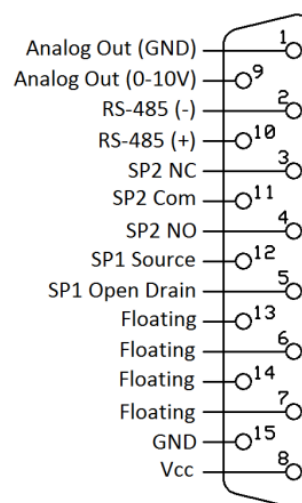 Analog Out (GND) 1
Analog Out (0-10V) 9
RS-485 (-) 2
RS-485 (+) 10
SP2 NC 3
SP2 Com 11
SP2 NO 4
SP1 Source 12
SP1 Open Drain 5
Floating 13
Floating 6
Floating 14
Floating 7
GND 15
Vcc 8